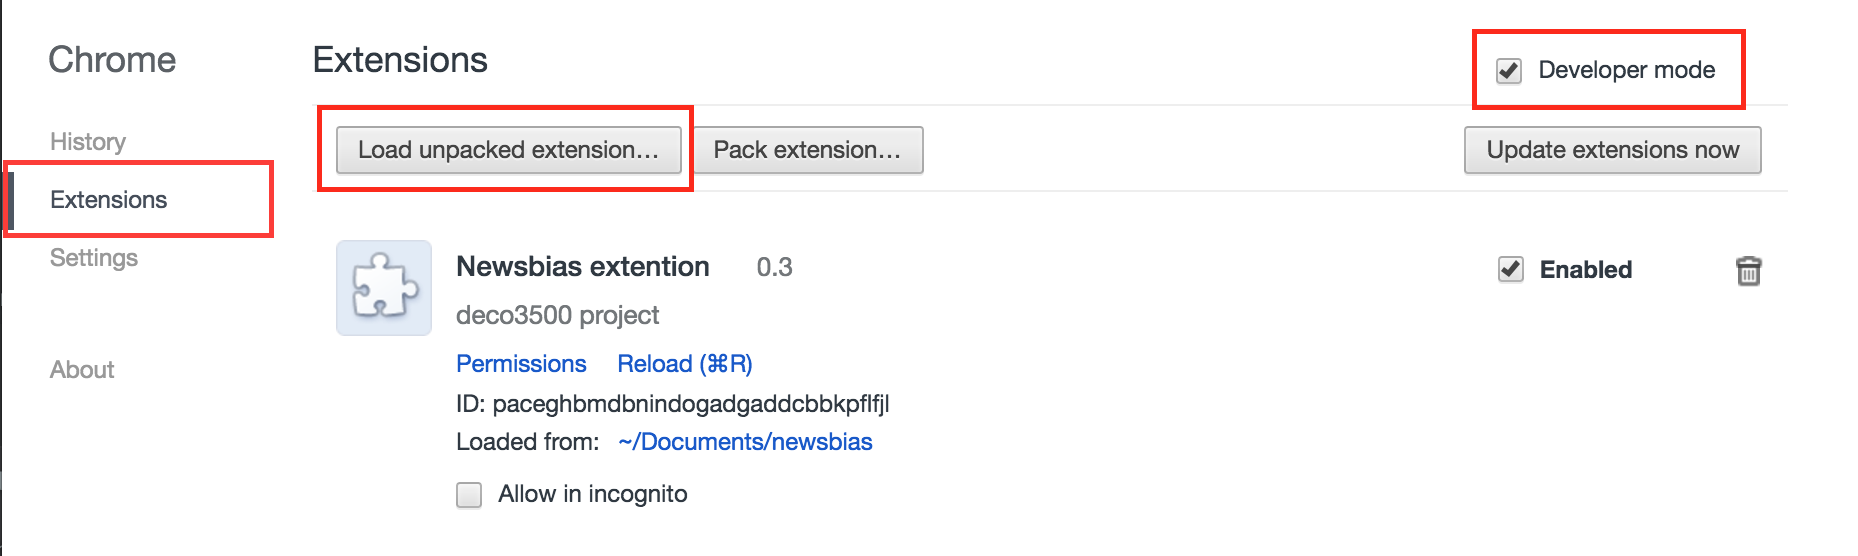 Chrome
History
Extensions
Settings
About
Extensions
Developer mode
Load unpacked extension...
Pack extension...
Update extensions now
Newsbias extention 0.3
Enabled
deco3500 project
Permissions Reload (⌘R)
ID: paceghbmdbnindogadgaddcbbkpflfjl
Loaded from: ~/Documents/newsbias
Allow in incognito